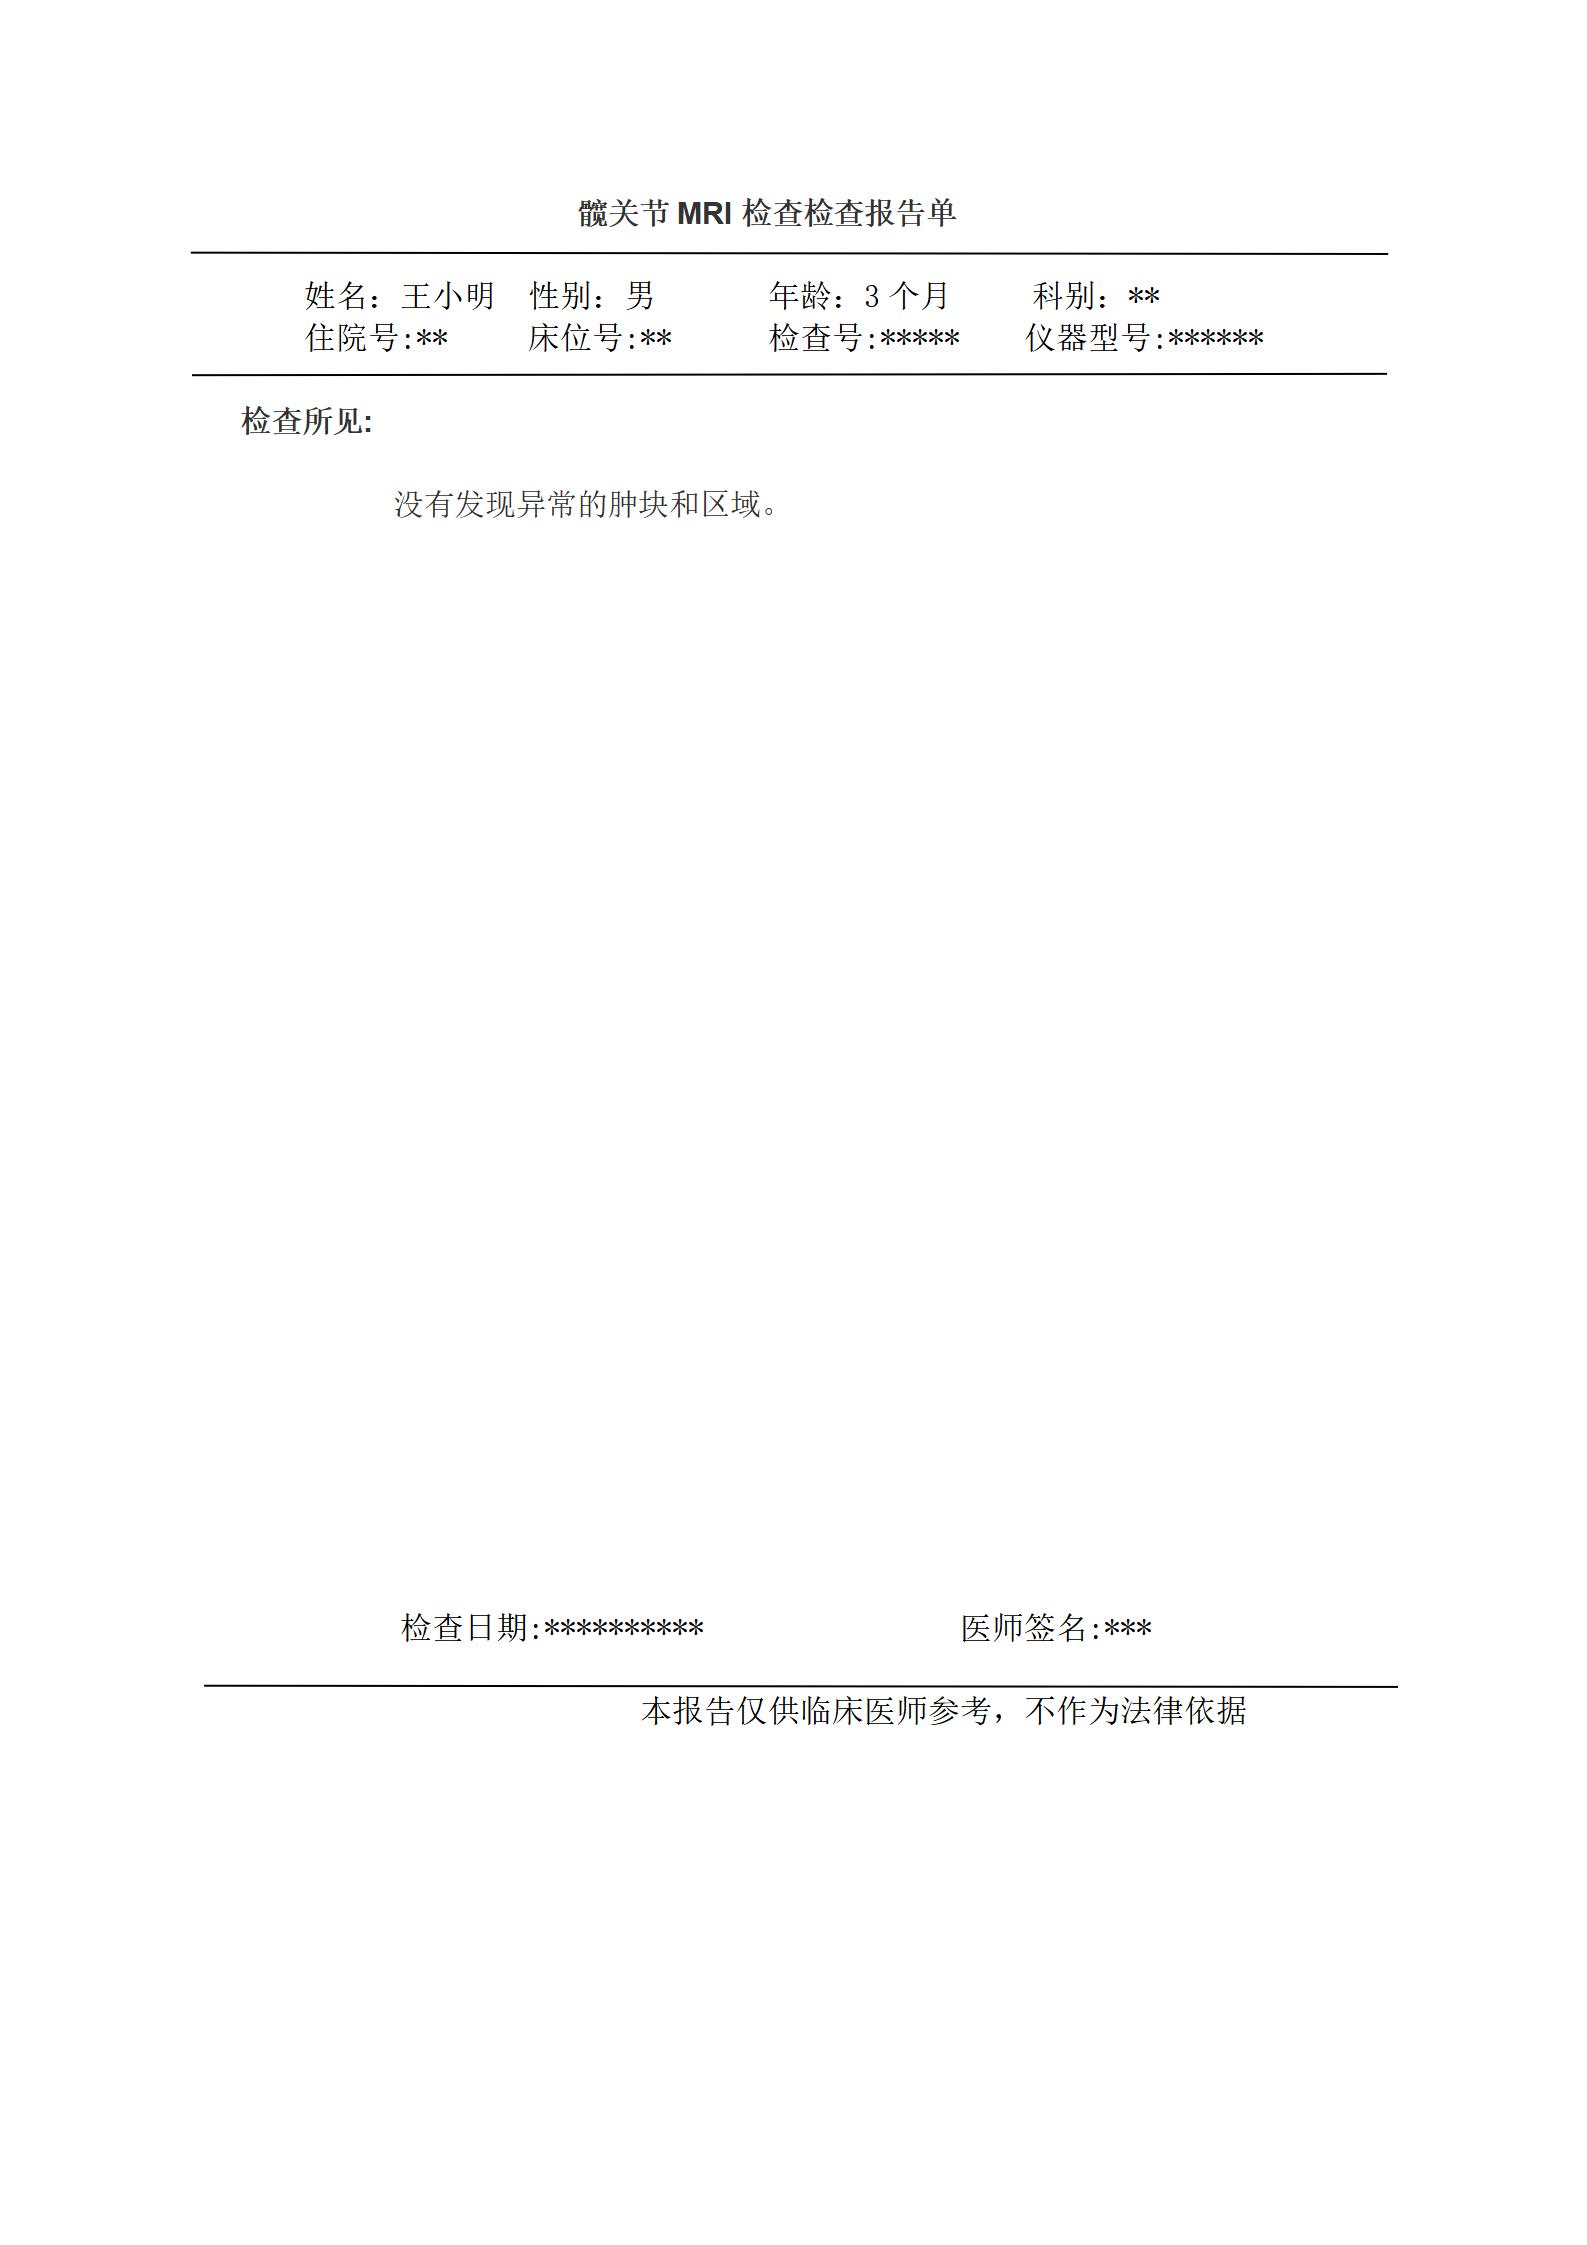 髋关节 MRI 检查检查报告单
姓名：王小明 性别：男 年龄：3 个月 科别：**
住院号:** 床位号:** 检查号:***** 仪器型号:******
检查所见:
没有发现异常的肿块和区域。
检查日期:********** 医师签名:***
本报告仅供临床医师参考，不作为法律依据